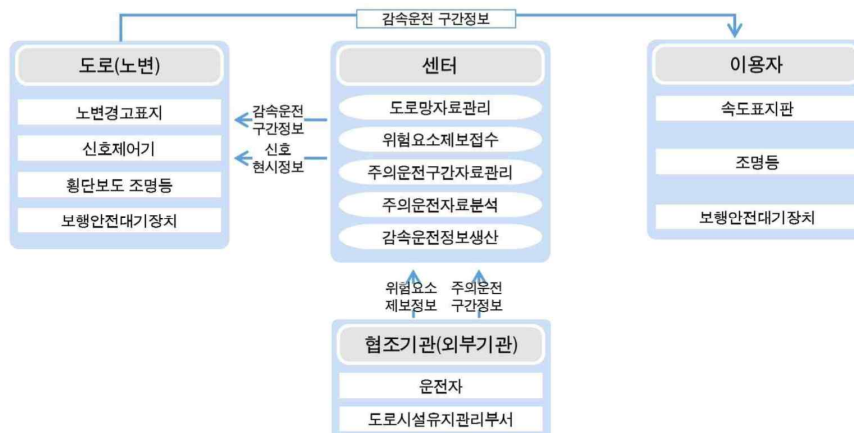 감속운전 구간정보
도로(노변)
노변경고표지
신호제어기
횡단보도 조명등
보행안전대기장치
감속운전
구간정보
신호
현시정보
센터
도로망자료관리
위험요소제보접수
주의운전구간자료관리
주의운전자료분석
감속운전정보생산
이용자
속도표지판
조명등
보행안전대기장치
위험요소
제보정보
주의운전
구간정보
협조기관(외부기관)
운전자
도로시설유지관리부서